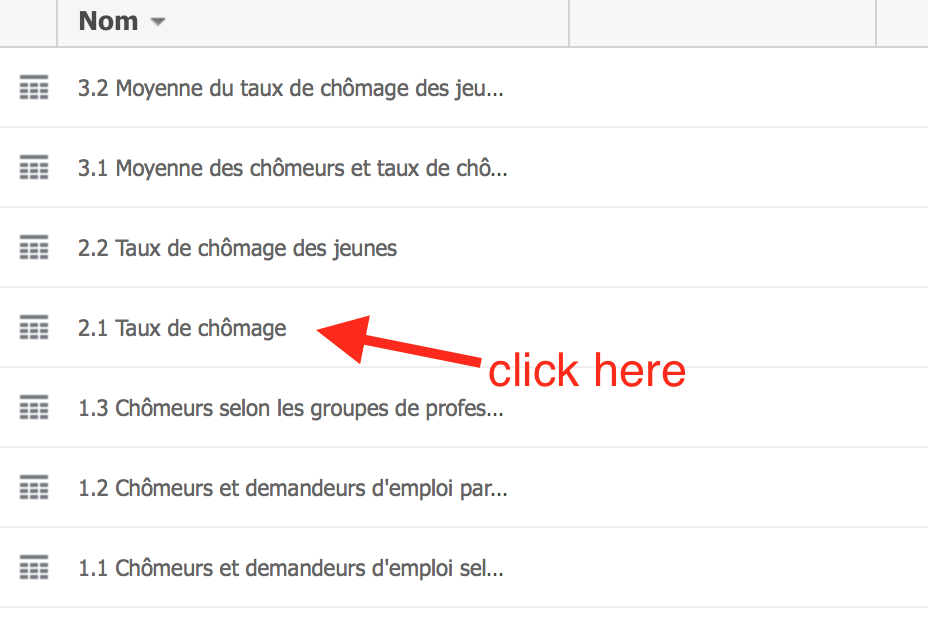 Nom
3.2 Moyenne du taux de chômage des jeu...
3.1 Moyenne des chômeurs et taux de chô...
2.2 Taux de chômage des jeunes
2.1 Taux de chômage
click here
1.3 Chômeurs selon les groupes de profes...
1.2 Chômeurs et demandeurs d'emploi par...
1.1 Chômeurs et demandeurs d'emploi sel...